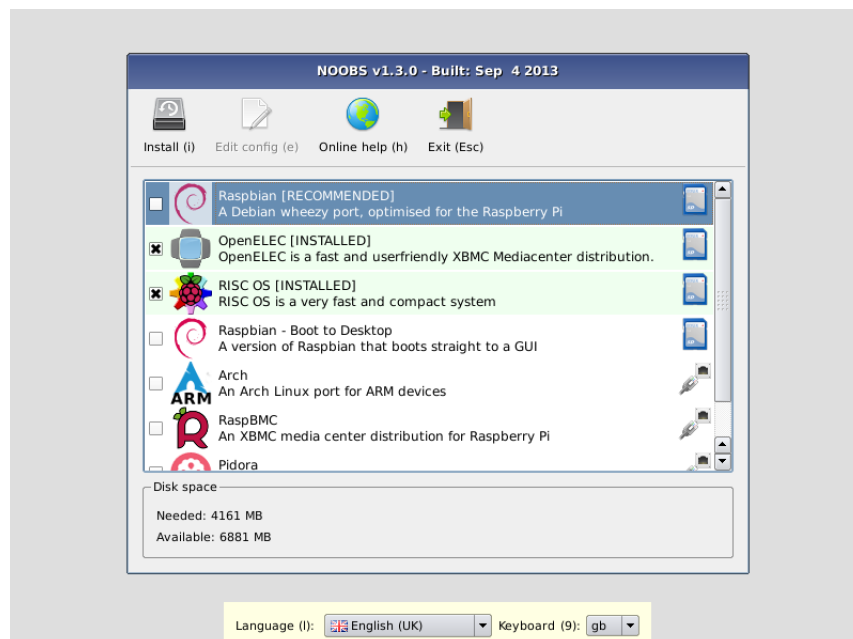 NOOBS v1.3.0 - Built: Sep 4 2013
Install (i) Edit config (e) Online help (h) Exit (Esc)
Raspbian [RECOMMENDED]
A Debian wheezy port, optimised for the Raspberry Pi
OpenELEC [INSTALLED]
OpenELEC is a fast and userfriendly XBMC Mediacenter distribution.
RISC OS [INSTALLED]
RISC OS is a very fast and compact system
Raspbian - Boot to Desktop
A version of Raspbian that boots straight to a GUI
Arch
An Arch Linux port for ARM devices
ARM
RaspBMC
An XBMC media center distribution for Raspberry Pi
Pidora
Disk space
Needed: 4161 MB
Available: 6881 MB
Language (l): English (UK) Keyboard (9): gb